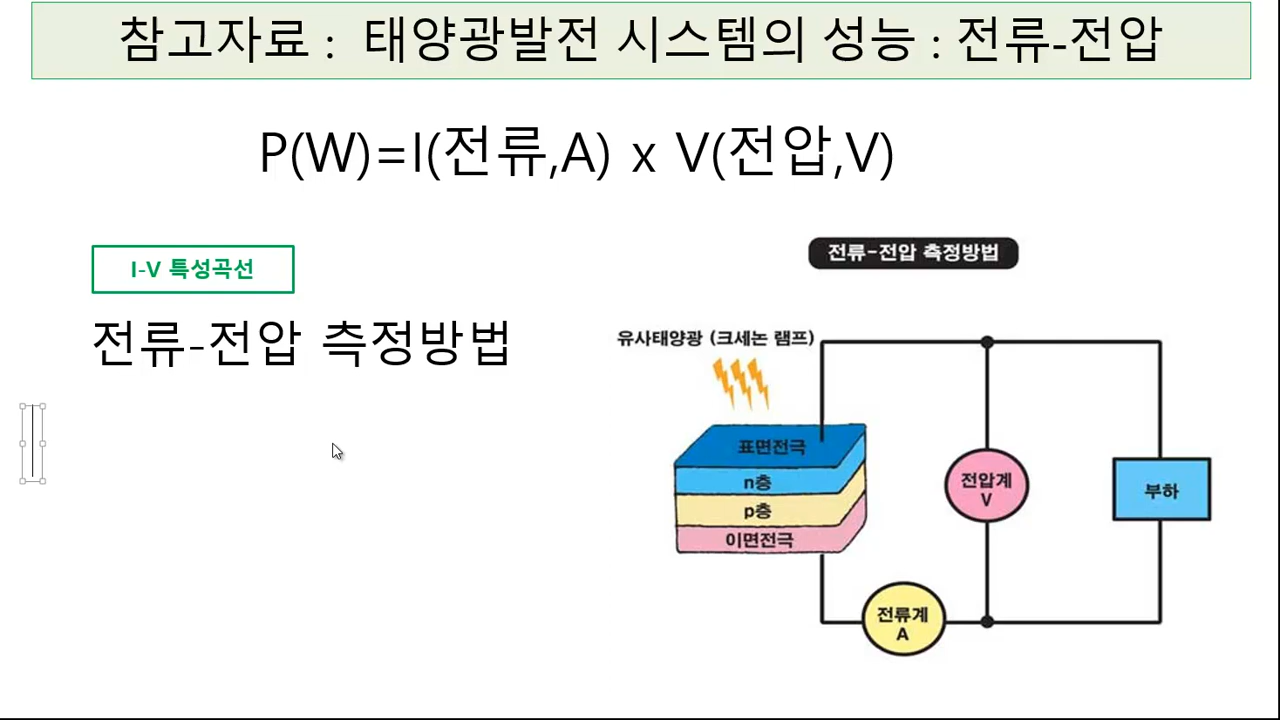 참고자료 : 태양광발전 시스템의 성능 : 전류-전압
P(W)=I(전류,A) x V(전압,V)
I-V 특성곡선
전류-전압 측정방법
전류-전압 측정방법
유사태양광 (크세논 램프)
표면전극
n층
p층
이면전극
전압계
V
부하
전류계
A